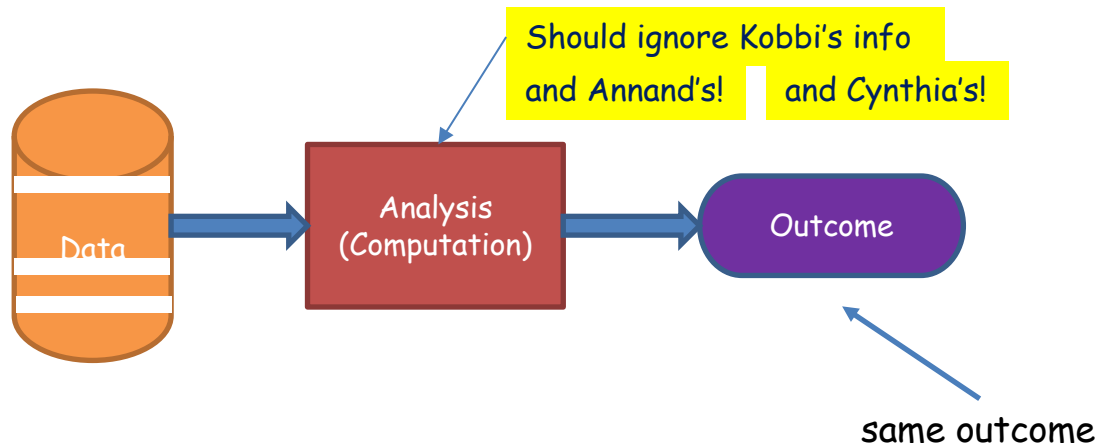 Should ignore Kobbi's info
and Annand's!
and Cynthia's!
Data
Analysis
(Computation)
Outcome
same outcome